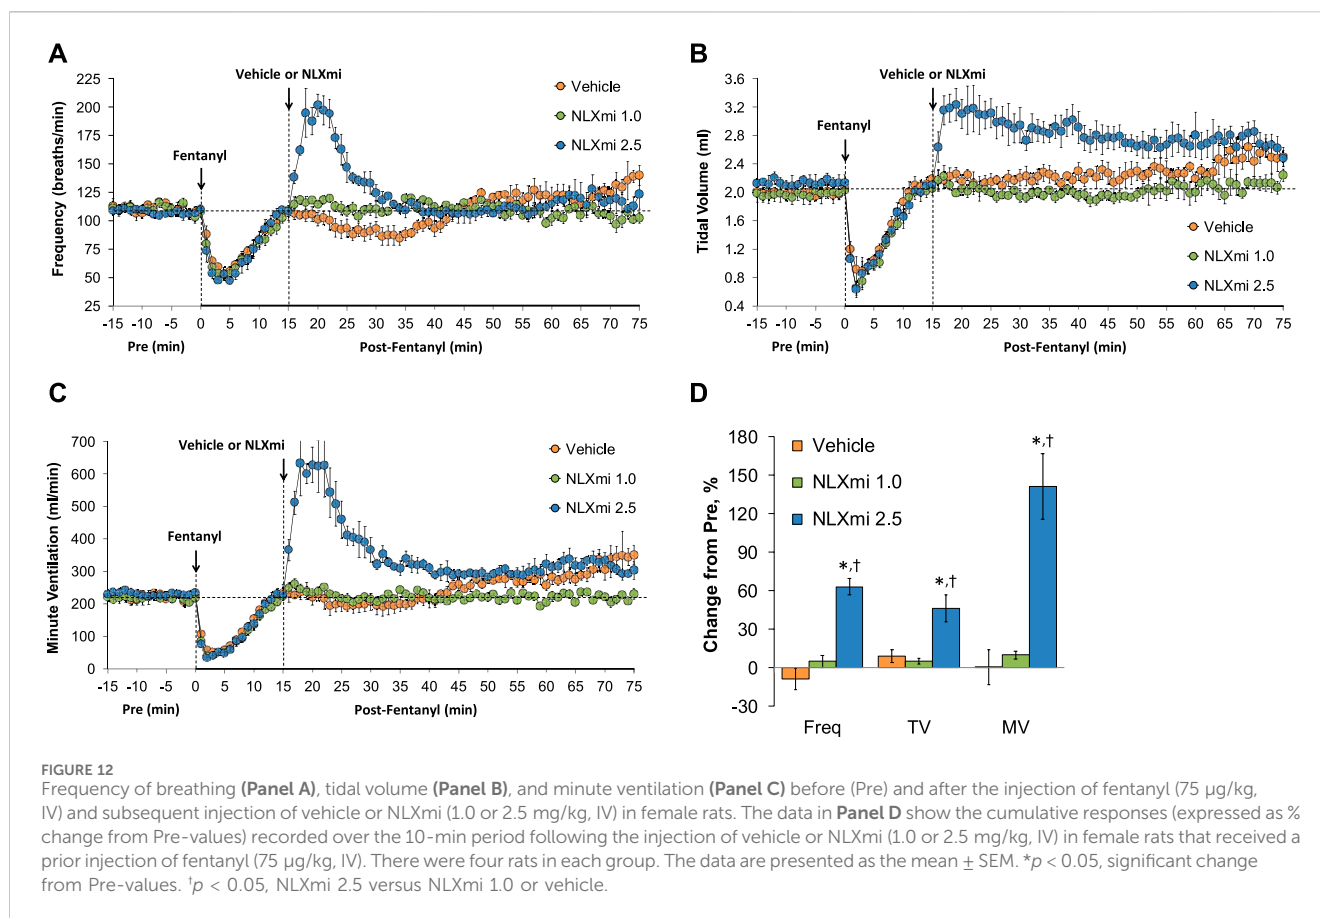 A
Vehicle or NLXmi
Vehicle
NLXmi 1.0
NLXmi 2.5
Fentanyl
Frequency (breaths/min)
225
200
175
150
125
100
75
50
25
-15 -10 -5 0 5 10 15 20 25 30 35 40 45 50 55 60 65 70 75
Pre (min) Post-Fentanyl (min)
B
Vehicle or NLXmi
Fentanyl
Tidal Volume (ml)
3.6
3.2
2.8
2.4
2.0
1.6
1.2
0.8
0.4
Vehicle
NLXmi 1.0
NLXmi 2.5
-15 -10 -5 0 5 10 15 20 25 30 35 40 45 50 55 60 65 70 75
Pre (min) Post-Fentanyl (min)
C
Vehicle or NLXmi
Vehicle
NLXmi 1.0
NLXmi 2.5
Fentanyl
Minute Ventilation (ml/min)
700
600
500
400
300
200
100
0
-15 -10 -5 0 5 10 15 20 25 30 35 40 45 50 55 60 65 70 75
Pre (min) Post-Fentanyl (min)
D
Change from Pre, %
180
150
120
90
60
30
0
-30
Vehicle
NLXmi 1.0
NLXmi 2.5
*,†
*,†
*,†
Freq TV MV
FIGURE 12
Frequency of breathing (Panel A), tidal volume (Panel B), and minute ventilation (Panel C) before (Pre) and after the injection of fentanyl (75 µg/kg,
IV) and subsequent injection of vehicle or NLXmi (1.0 or 2.5 mg/kg, IV) in female rats. The data in Panel D show the cumulative responses (expressed as %
change from Pre-values) recorded over the 10-min period following the injection of vehicle or NLXmi (1.0 or 2.5 mg/kg, IV) in female rats that received a
prior injection of fentanyl (75 µg/kg, IV). There were four rats in each group. The data are presented as the mean ± SEM. *p < 0.05, significant change
from Pre-values. †p < 0.05, NLXmi 2.5 versus NLXmi 1.0 or vehicle.